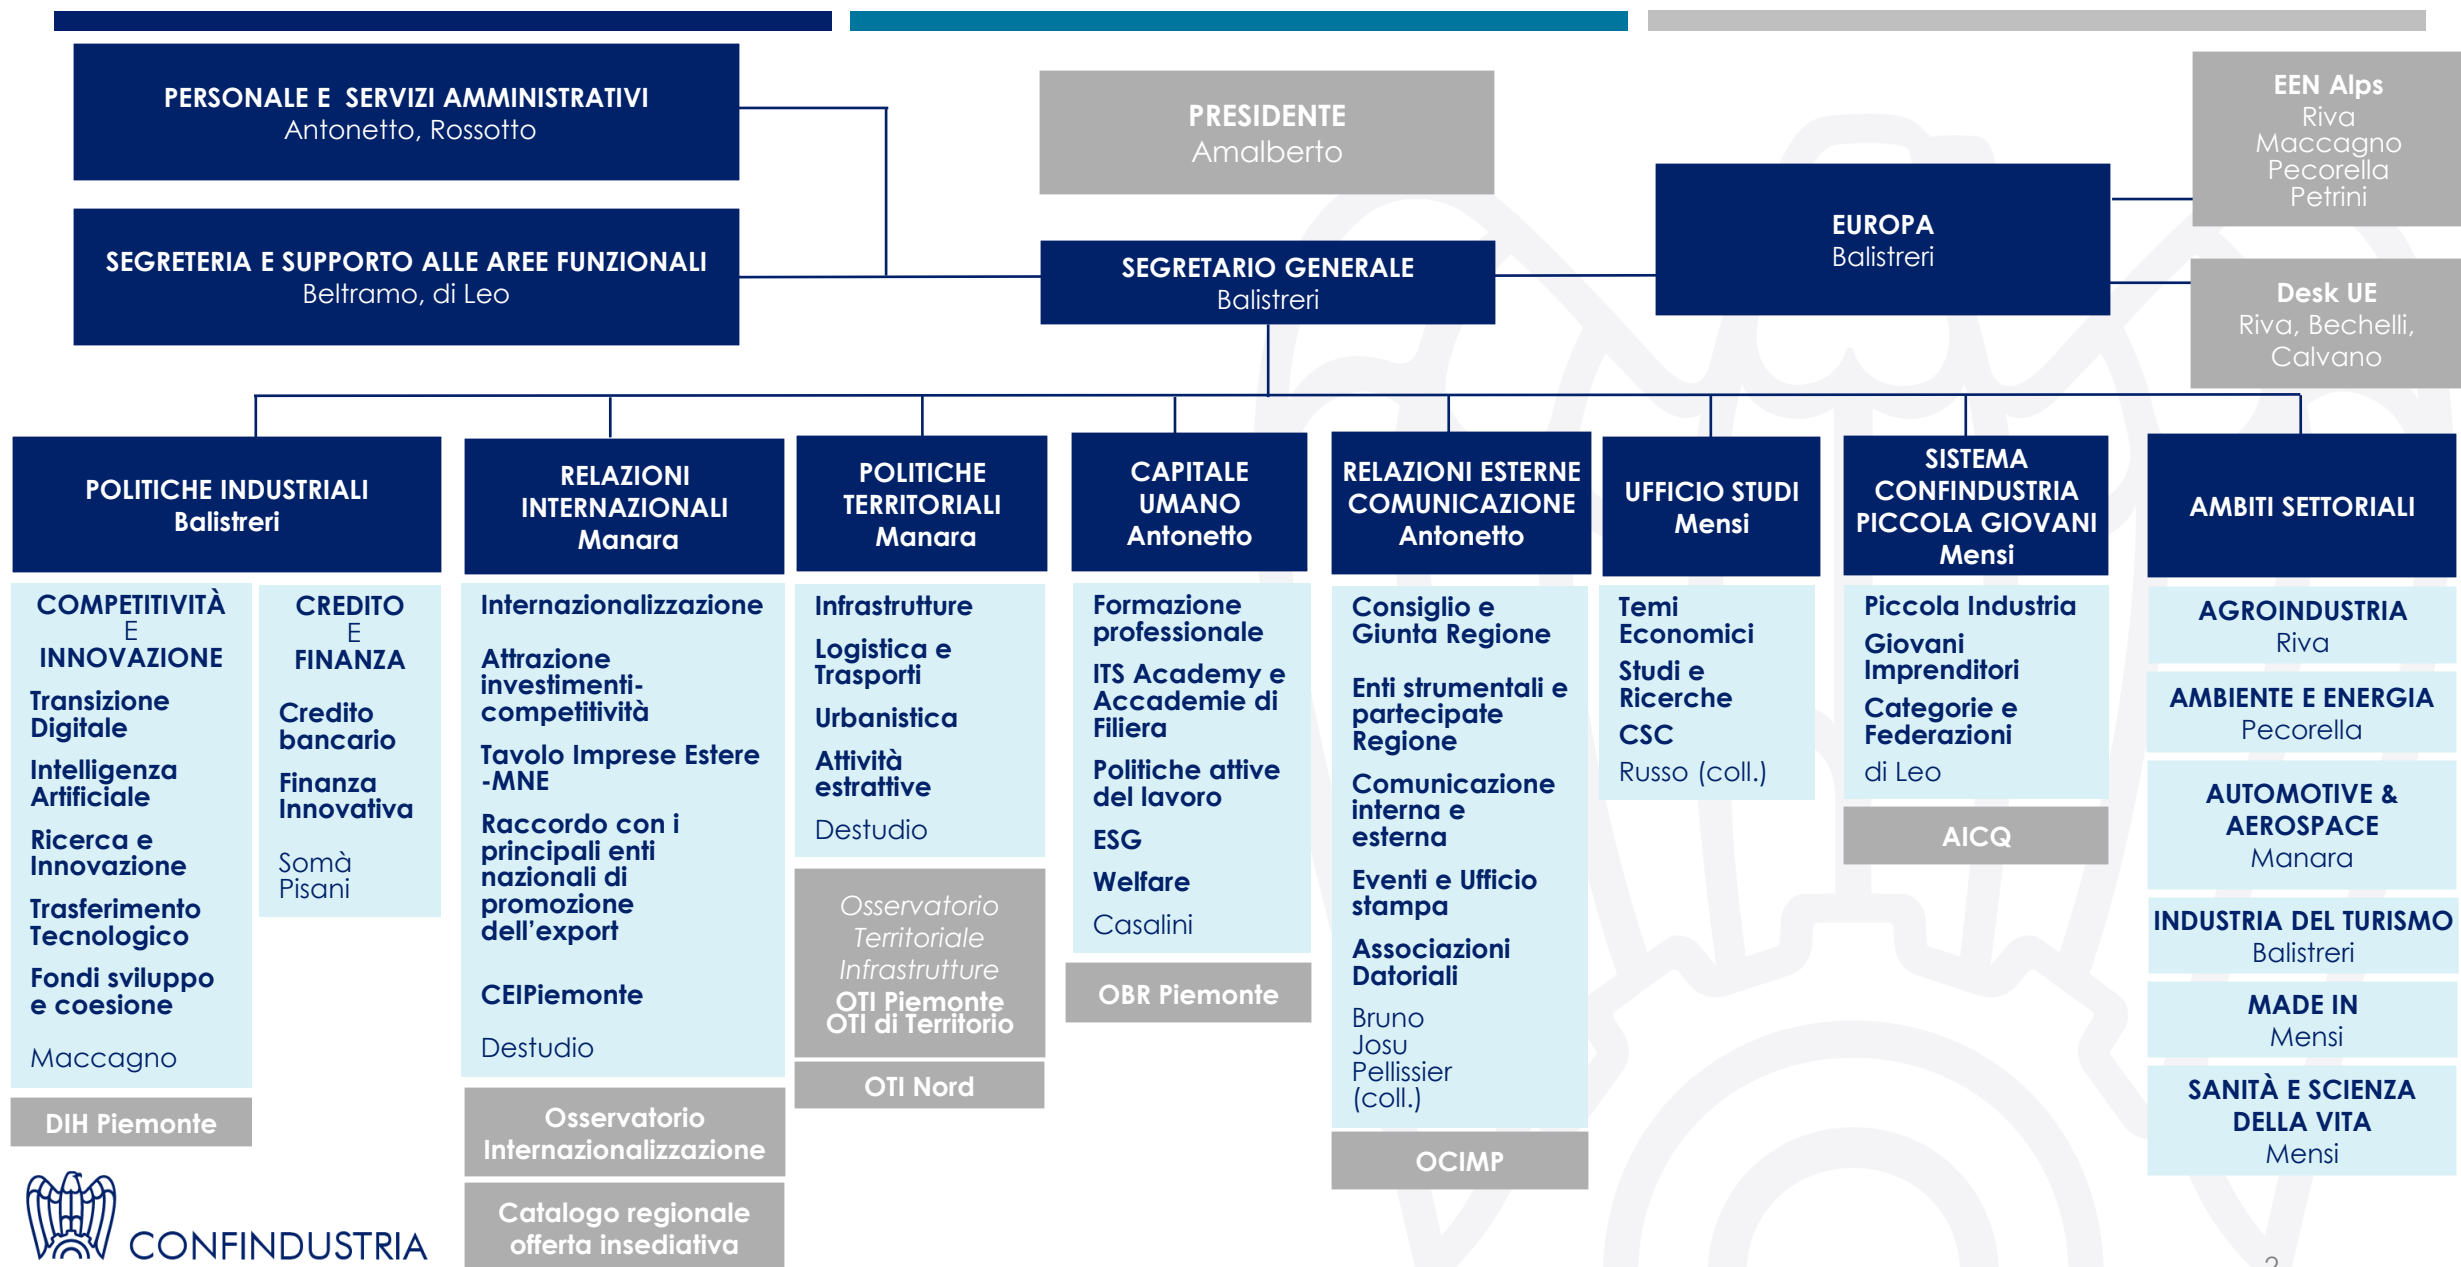 PERSONALE E SERVIZI AMMINISTRATIVI
Antonetto, Rossotto
SEGRETERIA E SUPPORTO ALLE AREE FUNZIONALI
Beltramo, di Leo
PRESIDENTE
Amalberto
SEGRETARIO GENERALE
Balistreri
EUROPA
Balistreri
EEN Alps
Riva
Maccagno
Pecorella
Petrini
Desk UE
Riva, Bechelli,
Calvano
POLITICHE INDUSTRIALI
Balistreri
COMPETITIVITÀ
E
INNOVAZIONE
Transizione
Digitale
Intelligenza
Artificiale
Ricerca e
Innovazione
Trasferimento
Tecnologico
Fondi sviluppo
e coesione
Maccagno
DIH Piemonte
CREDITO
E
FINANZA
Credito
bancario
Finanza
Innovativa
Somà
Pisani
RELAZIONI
INTERNAZIONALI
Manara
Internazionalizzazione
Attrazione
investimenti-
competitività
Tavolo Imprese Estere
-MNE
Raccordo con i
principali enti
nazionali di
promozione
dell’export
CEIPiemonte
Destudio
Osservatorio
Internazionalizzazione
Catalogo regionale
offerta insediativa
POLITICHE
TERRITORIALI
Manara
Infrastrutture
Logistica e
Trasporti
Urbanistica
Attività
estrattive
Destudio
Osservatorio
Territoriale
Infrastrutture
OTI Piemonte
OTI di Territorio
OTI Nord
CAPITALE
UMANO
Antonetto
Formazione
professionale
ITS Academy e
Accademie di
Filiera
Politiche attive
del lavoro
ESG
Welfare
Casalini
OBR Piemonte
RELAZIONI ESTERNE
COMUNICAZIONE
Antonetto
Consiglio e
Giunta Regione
Enti strumentali e
partecipate
Regione
Comunicazione
interna e
esterna
Eventi e Ufficio
stampa
Associazioni
Datoriali
Bruno
Josu
Pellissier
(coll.)
OCIMP
UFFICIO STUDI
Mensi
Temi
Economici
Studi e
Ricerche
CSC
Russo (coll.)
SISTEMA
CONFINDUSTRIA
PICCOLA GIOVANI
Mensi
Piccola Industria
Giovani
Imprenditori
Categorie e
Federazioni
di Leo
AICQ
AMBITI SETTORIALI
AGROINDUSTRIA
Riva
AMBIENTE E ENERGIA
Pecorella
AUTOMOTIVE &
AEROSPACE
Manara
INDUSTRIA DEL TURISMO
Balistreri
MADE IN
Mensi
SANITÀ E SCIENZA
DELLA VITA
Mensi
CONFINDUSTRIA
2